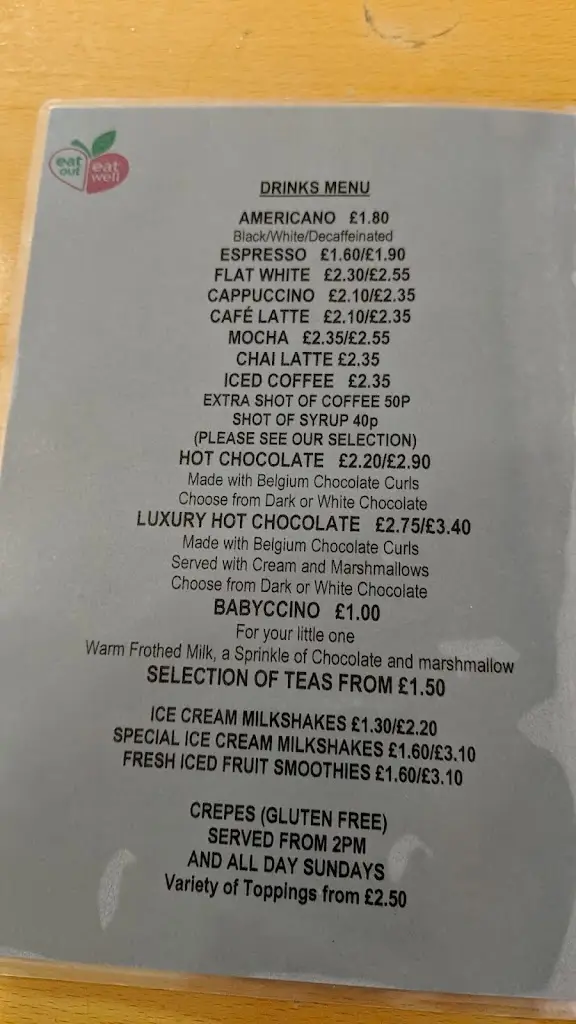 eat out
eat well
DRINKS MENU
AMERICANO £1.80
Black/White/Decaffeinated
ESPRESSO £1.60/£1.90
FLAT WHITE £2.30/£2.55
CAPPUCCINO £2.10/£2.35
CAFÉ LATTE £2.10/£2.35
MOCHA £2.35/£2.55
CHAI LATTE £2.35
ICED COFFEE £2.35
EXTRA SHOT OF COFFEE 50P
SHOT OF SYRUP 40p
(PLEASE SEE OUR SELECTION)
HOT CHOCOLATE £2.20/£2.90
Made with Belgium Chocolate Curls
Choose from Dark or White Chocolate
LUXURY HOT CHOCOLATE £2.75/£3.40
Made with Belgium Chocolate Curls
Served with Cream and Marshmallows
Choose from Dark or White Chocolate
BABYCCINO £1.00
For your little one
Warm Frothed Milk, a Sprinkle of Chocolate and marshmallow
SELECTION OF TEAS FROM £1.50
ICE CREAM MILKSHAKES £1.30/£2.20
SPECIAL ICE CREAM MILKSHAKES £1.60/£3.10
FRESH ICED FRUIT SMOOTHIES £1.60/£3.10
CREPES (GLUTEN FREE)
SERVED FROM 2PM
AND ALL DAY SUNDAYS
Variety of Toppings from £2.50